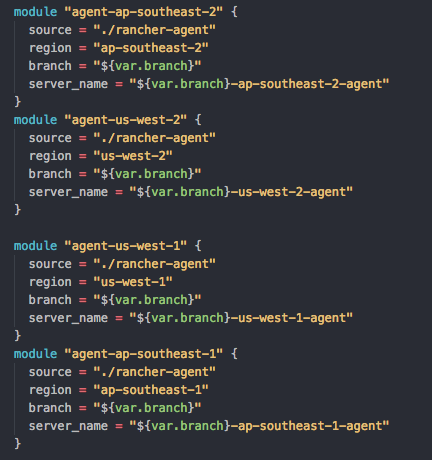 module "agent-ap-southeast-2" {
  source = "./rancher-agent"
  region = "ap-southeast-2"
  branch = "${var.branch}"
  server_name = "${var.branch}-ap-southeast-2-agent"
}
module "agent-us-west-2" {
  source = "./rancher-agent"
  region = "us-west-2"
  branch = "${var.branch}"
  server_name = "${var.branch}-us-west-2-agent"
}

module "agent-us-west-1" {
  source = "./rancher-agent"
  region = "us-west-1"
  branch = "${var.branch}"
  server_name = "${var.branch}-us-west-1-agent"
}
module "agent-ap-southeast-1" {
  source = "./rancher-agent"
  region = "ap-southeast-1"
  branch = "${var.branch}"
  server_name = "${var.branch}-ap-southeast-1-agent"
}